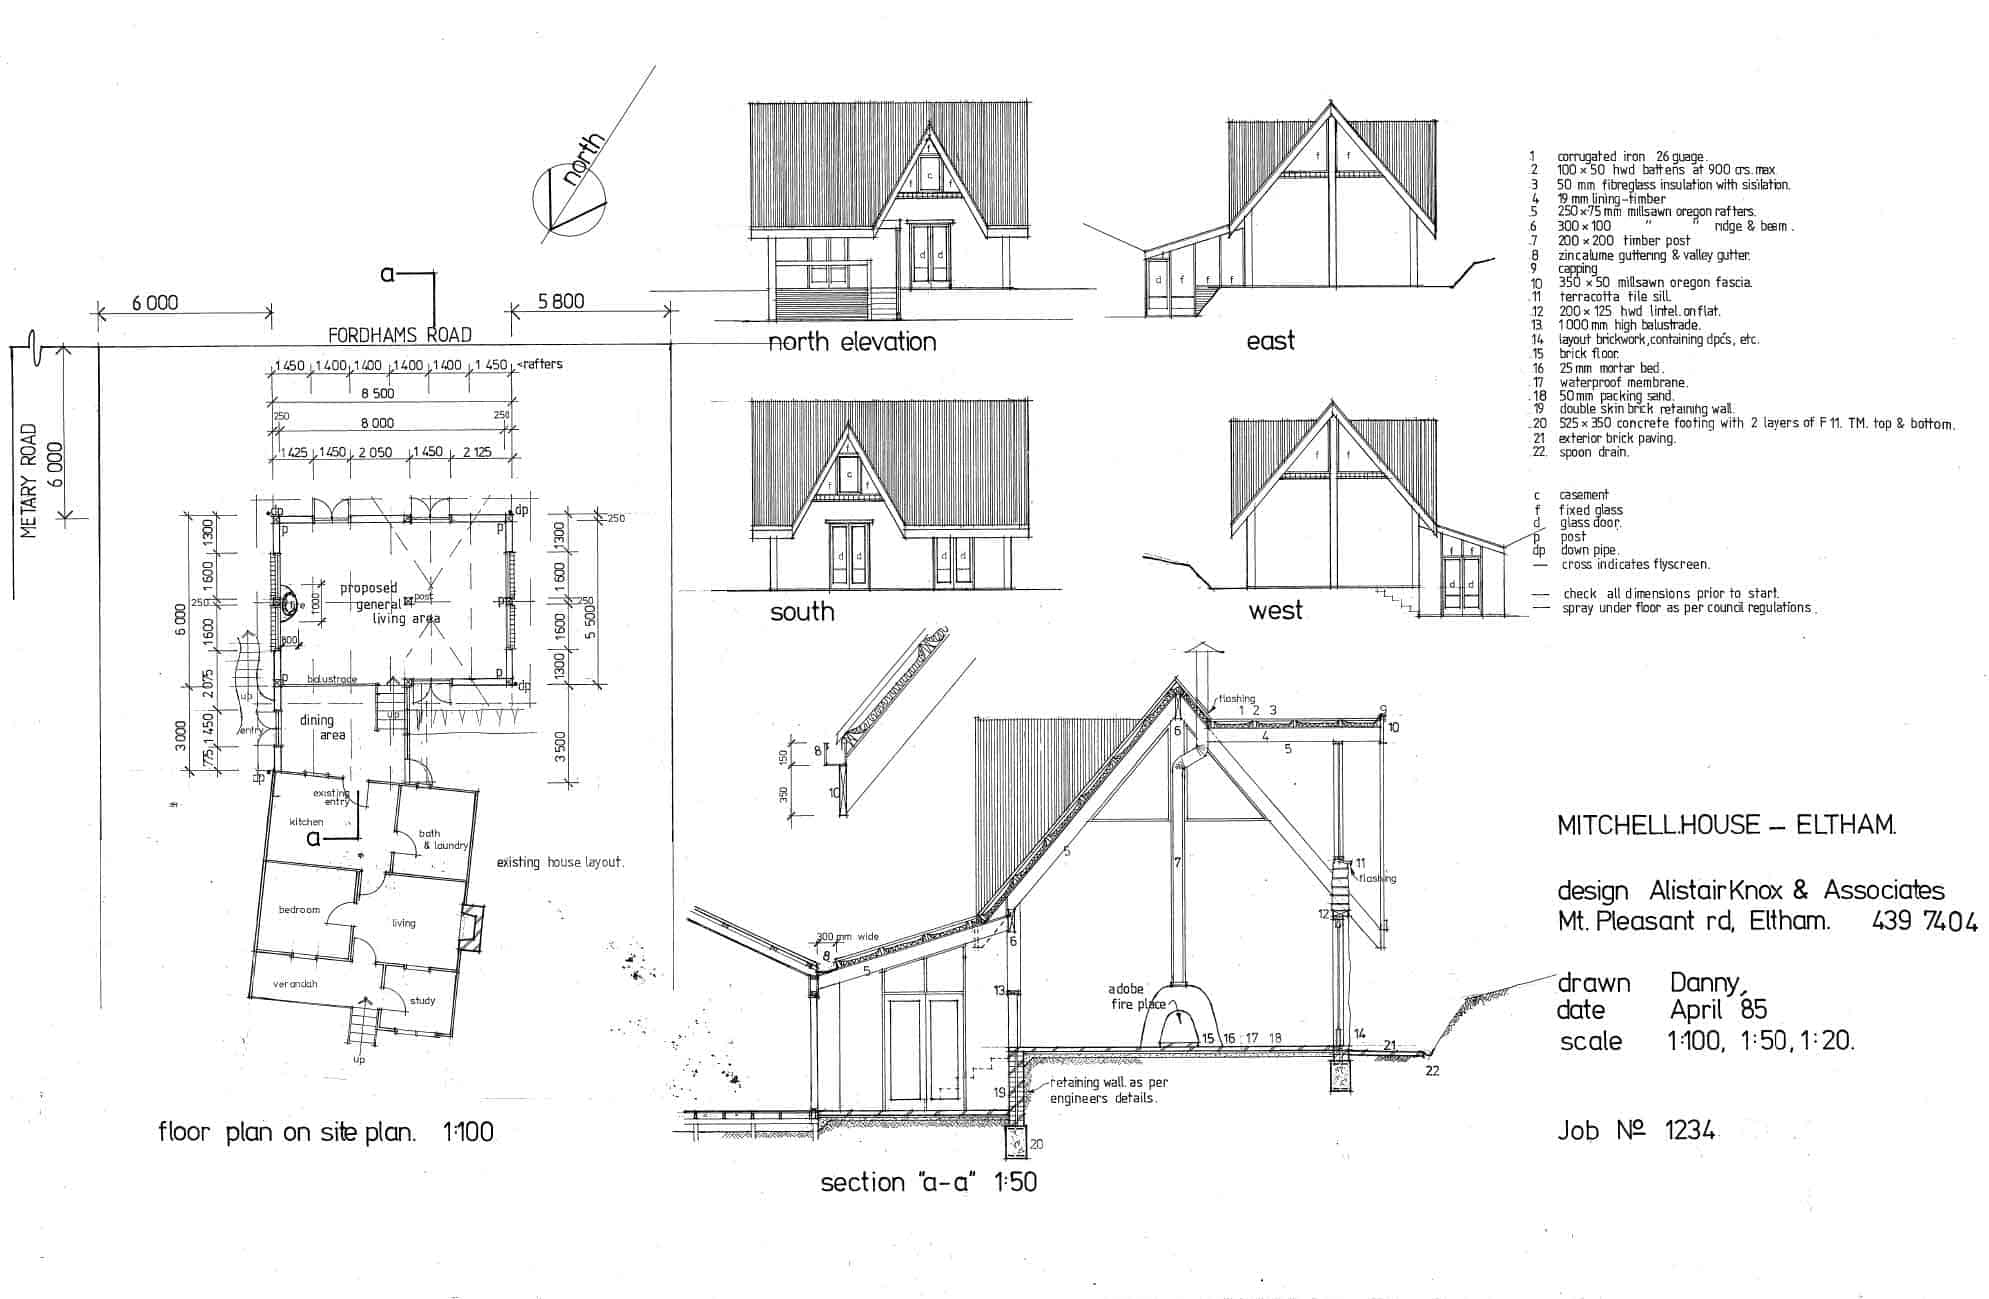 north
a
6 000
5 800
FORDHAMS ROAD
METARY ROAD
6 000
1 450 1 400 1 400 1 400 1 400 1 450 <rafters
8 500
250 250
8 000
1 425 1 450 2 050 1 450 2 125
dp dp
p p
250
1300 1600 250 1600 2 075 1 450 775
6 000
3 000
1300 1 600 250 1600 1300
5 500
3 500
proposed
general
living area
post
fire
1 000
800
p p
p p
dp
balustrade
up
up
dining
area
entry
dp
existing
entry
kitchen
a
bath
& laundry
existing house layout.
bedroom
living
verandah
study
up
floor plan on site plan. 1:100
f
c
f f
d d
north elevation
f f
d f f f
east
f
c
f f
d d d d
south
f f
f f
d d
west
8
10
150
350
flashing
1 2 3
9
10
4
5
6
5
7
11
flashing
12
300 mm wide
8
5
6
13
adobe
fire place
15 16 17 18
14
21
22
19
retaining wall. as per
engineers details.
20
section "a-a" 1:50
1 corrugated iron 26 guage.
2 100 × 50 hwd battens at 900 crs. max
3 50 mm fibreglass insulation with sisilation.
4 19 mm lining-timber
5 250×75 mm millsawn oregon rafters.
6 300 × 100 " " ridge & beam.
7 200 × 200 timber post
8 zincalume guttering & valley gutter.
9 capping
10 350 × 50 millsawn oregon fascia.
11 terracotta tile sill.
12 200 × 125 hwd lintel. on flat.
13 1 000 mm high balustrade.
14 layout brickwork, containing dpc's, etc.
15 brick floor.
16 25 mm mortar bed.
17 waterproof membrane.
18 50mm packing sand.
19 double skin brick retaining wall.
20 525 × 350 concrete footing with 2 layers of F 11. TM. top & bottom.
21 exterior brick paving.
22. spoon drain.
c casement
f fixed glass
d glass door.
p post
dp down pipe.
— cross indicates flyscreen.
— check all dimensions prior to start.
— spray under floor as per council regulations.
MITCHELL.HOUSE – ELTHAM.
design Alistair Knox & Associates
Mt. Pleasant rd, Eltham. 439 7404
drawn Danny,
date April '85
scale 1:100, 1:50, 1:20.
Job Nº 1234